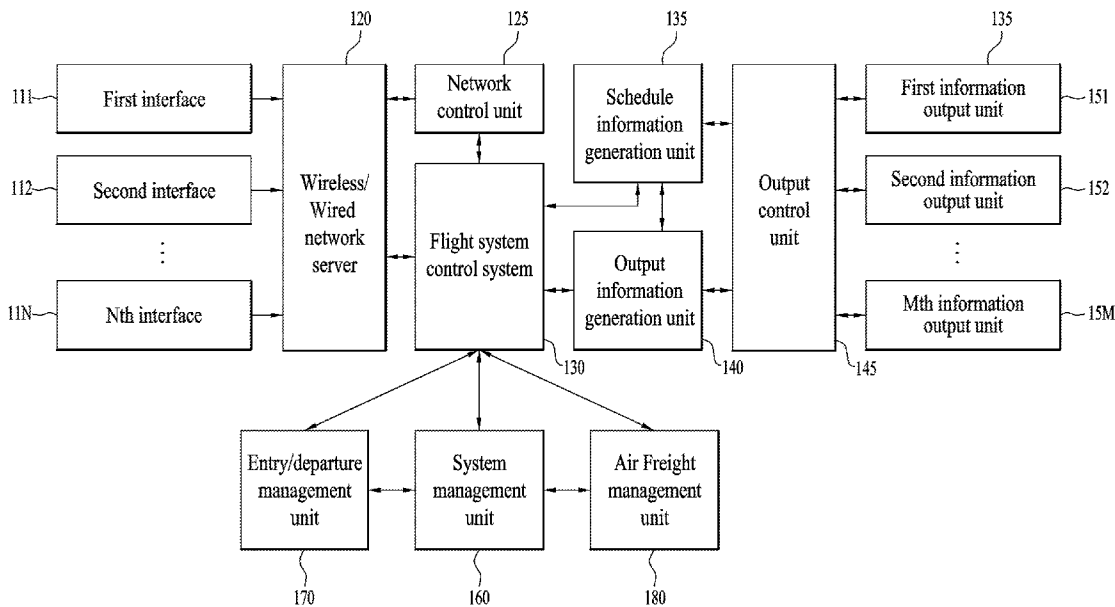 120
125
135
135
111
First interface
112
Second interface
11N
Nth interface
Wireless/
Wired
network
server
Network
control unit
Flight system
control system
130
Schedule
information
generation unit
Output
information
generation unit
140
Output
control
unit
145
First information
output unit
151
Second information
output unit
152
Mth information
output unit
15M
Entry/departure
management
unit
170
System
management
unit
160
Air Freight
management
unit
180